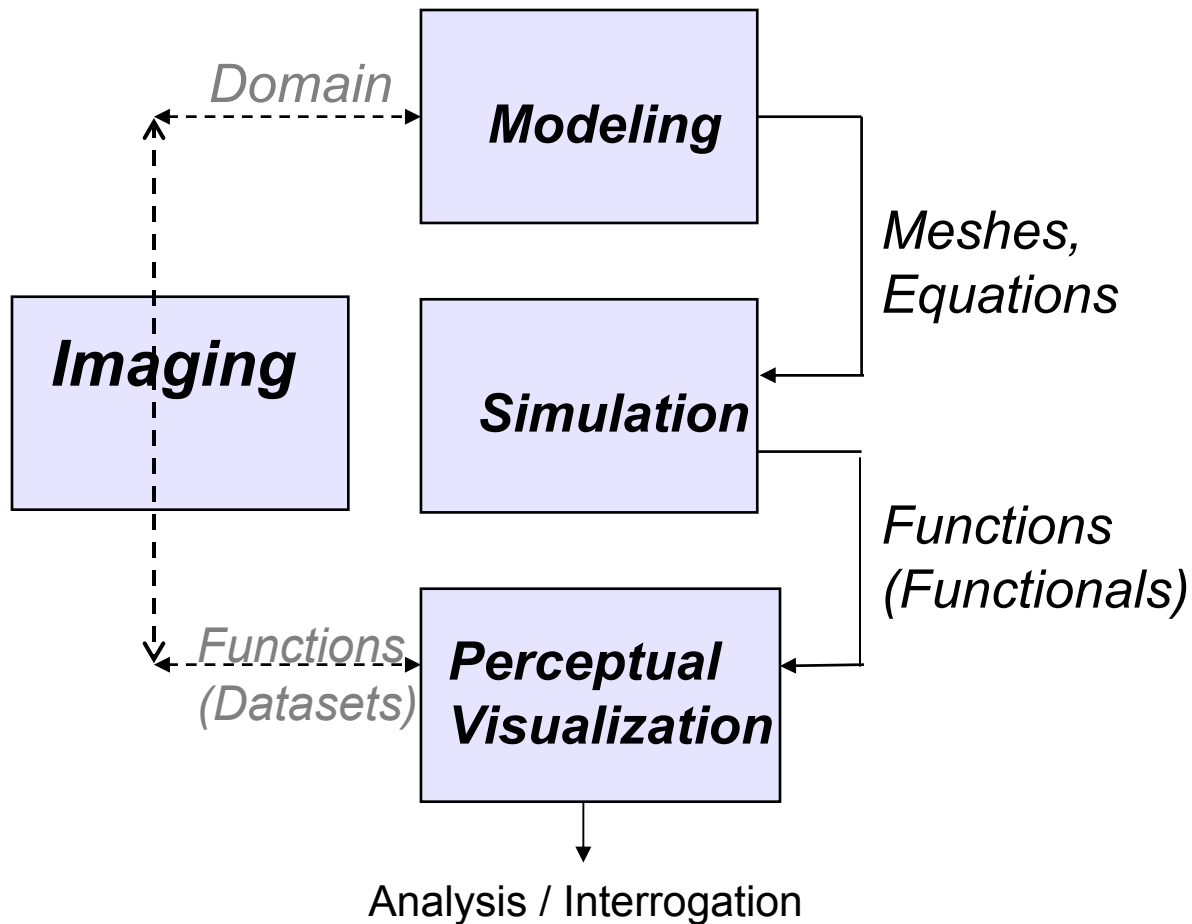 Domain
Modeling
Meshes,
Equations
Imaging
Simulation
Functions
(Functionals)
Functions
(Datasets)
Perceptual
Visualization
Analysis / Interrogation